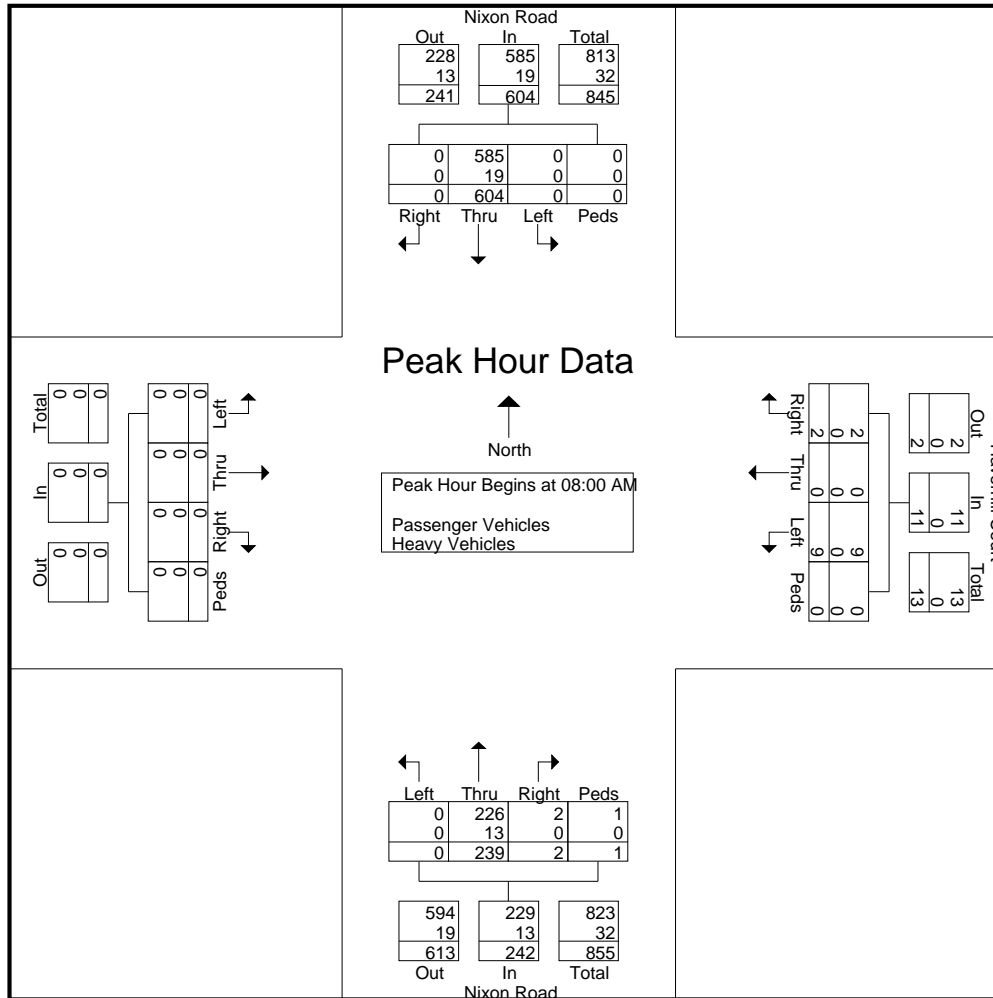 Nixon Road
Out In Total
228 585 813
13 19 32
241 604 845
0 585 0 0
0 19 0 0
0 604 0 0
Right Thru Left Peds
Peak Hour Data
North
Peak Hour Begins at 08:00 AM
Passenger Vehicles
Heavy Vehicles
Left Thru Right Peds
0 0 0 0
0 0 0 0
0 0 0 0
Total In Out
0 0 0
0 0 0
0 0 0
Out In Total
2 11 13
0 0 0
2 11 13
2 0 9 0
0 0 0 0
2 0 9 0
Right Thru Left Peds
Left Thru Right Peds
0 226 2 1
0 13 0 0
0 239 2 1
594 229 823
19 13 32
613 242 855
Out In Total
Nixon Road